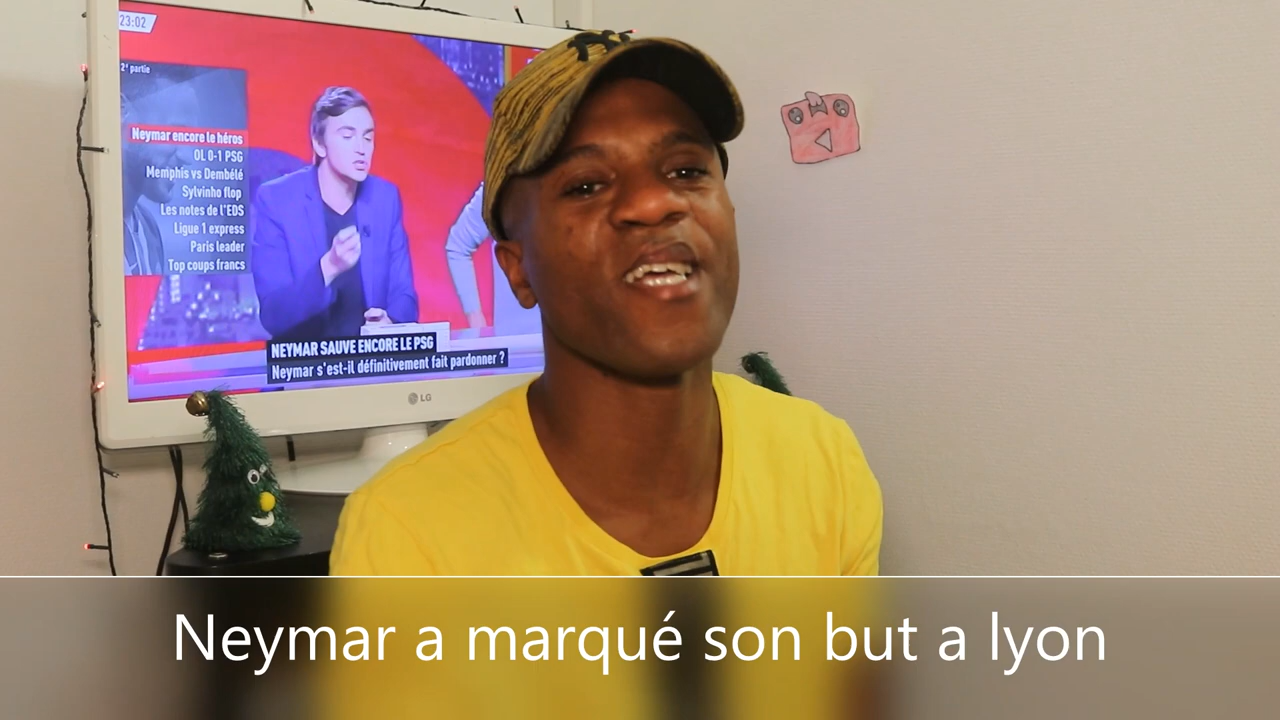 23:02
2e partie
Neymar encore le héros
OL 0-1 PSG
Memphis vs Dembélé
Sylvinho flop
Les notes de l'EDS
Ligue 1 express
Paris leader
Top coups francs
NEYMAR SAUVE ENCORE LE PSG
Neymar s'est-il définitivement fait pardonner ?
LG
Neymar a marqué son but a lyon